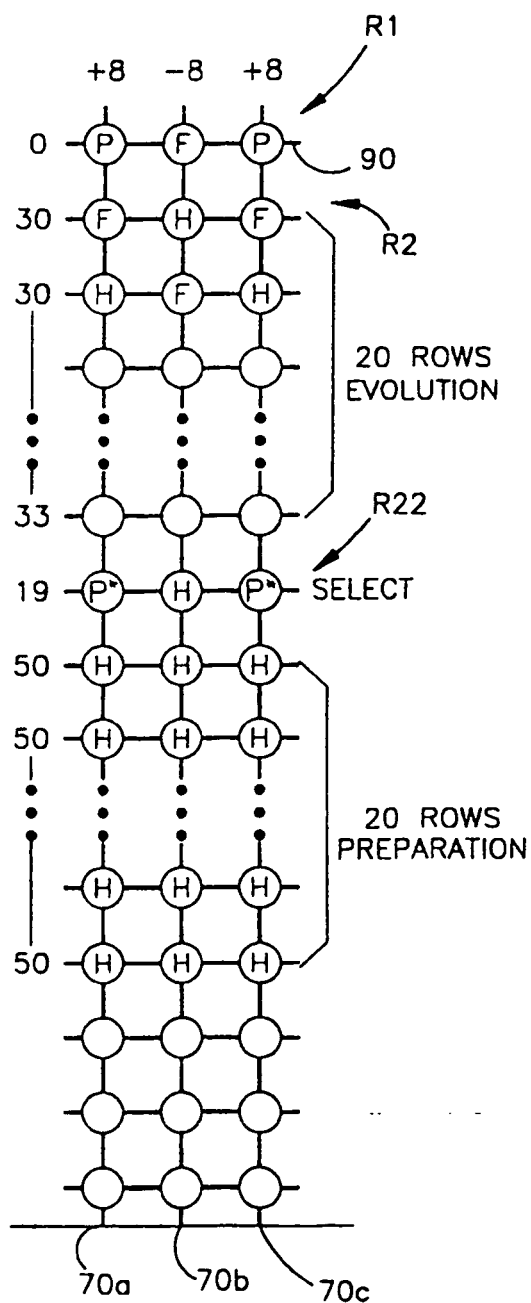 R1
+8 -8 +8
0 P F P 90
30 F H F R2
30 H F H
20 ROWS
EVOLUTION
33
R22
19 P* H P* SELECT
50 H H H
50 H H H
20 ROWS
PREPARATION
H H H
50 H H H
70a 70b 70c